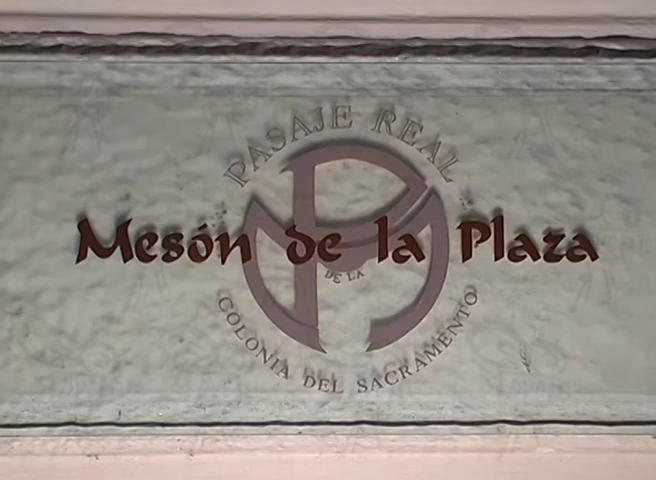 PASAJE REAL
Mesón de la Plaza
DE LA
COLONIA DEL SACRAMENTO